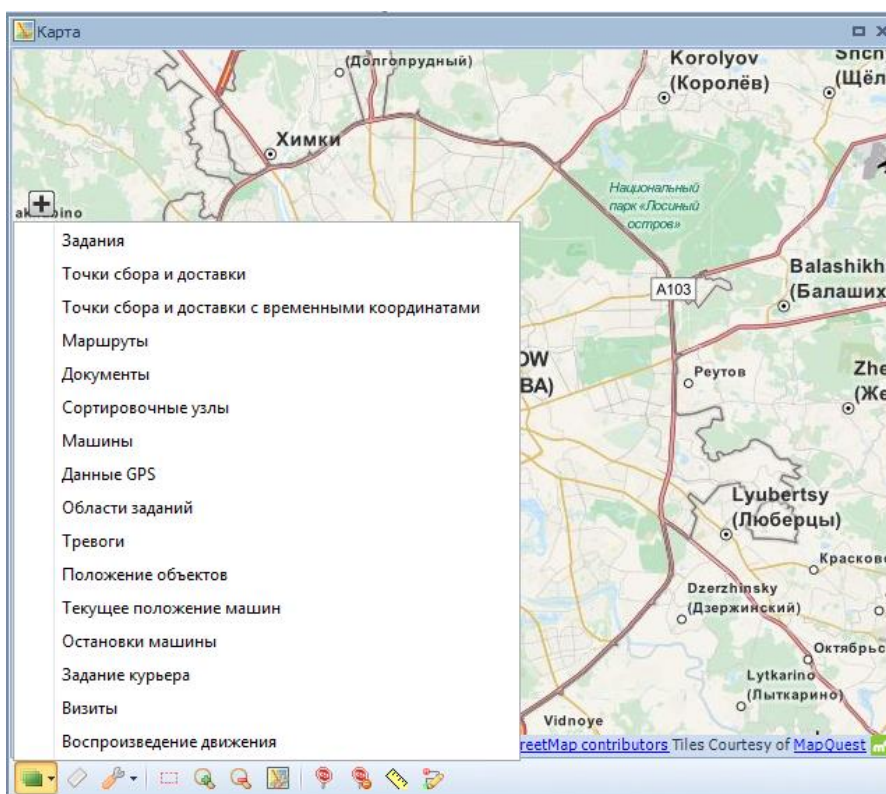 Карта
(Долгопрудный)
Korolyov
(Королёв)
(Щёл
Химки
Национальный
парк «Лосиный
остров»
Balashikh
(Балаших
A103
Реутов
Zhe
(Же
Lyubertsy
(Люберцы)
Красково
Dzerzhinsky
(Дзержинский)
Октябрьс
Lytkarino
(Лыткарино)
Vidnoye
Задания
Точки сбора и доставки
Точки сбора и доставки с временными координатами
Маршруты
Документы
Сортировочные узлы
Машины
Данные GPS
Области заданий
Тревоги
Положение объектов
Текущее положение машин
Остановки машины
Задание курьера
Визиты
Воспроизведение движения
reetMap contributors Tiles Courtesy of MapQuest